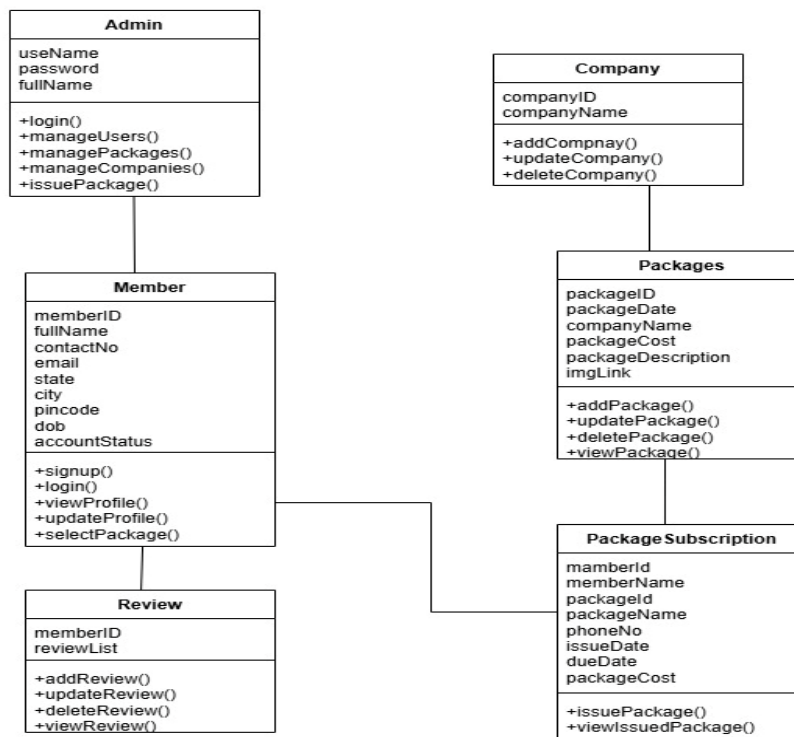 Admin
useName
password
fullName
+login()
+manageUsers()
+managePackages()
+manageCompanies()
+issuePackage()
Company
companyID
companyName
+addCompnay()
+updateCompany()
+deleteCompany()
Member
memberID
fullName
contactNo
email
state
city
pincode
dob
accountStatus
+signup()
+login()
+viewProfile()
+updateProfile()
+selectPackage()
Packages
packageID
packageDate
companyName
packageCost
packageDescription
imgLink
+addPackage()
+updatePackage()
+deletePackage()
+viewPackage()
Review
memberID
reviewList
+addReview()
+updateReview()
+deleteReview()
+viewReview()
PackageSubscription
mamberId
memberName
packageId
packageName
phoneNo
issueDate
dueDate
packageCost
+issuePackage()
+viewIssuedPackage()